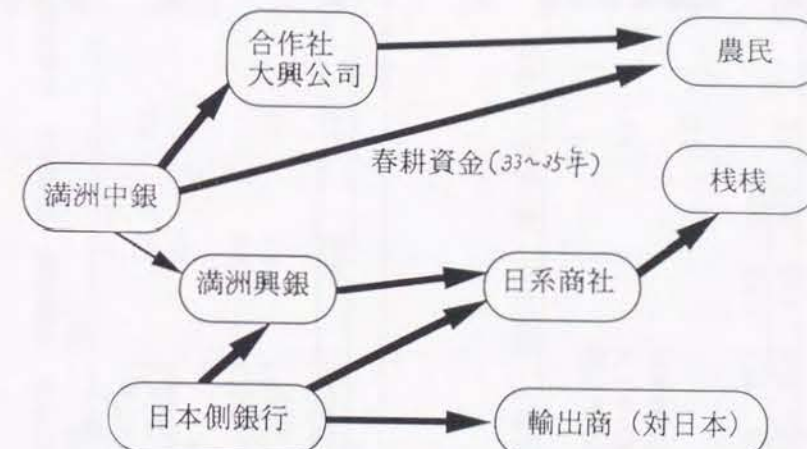 合作社
大興公司
農民
春耕資金(33~35年)
満洲中銀
桟桟
満洲興銀
日系商社
日本側銀行
輸出商（対日本）